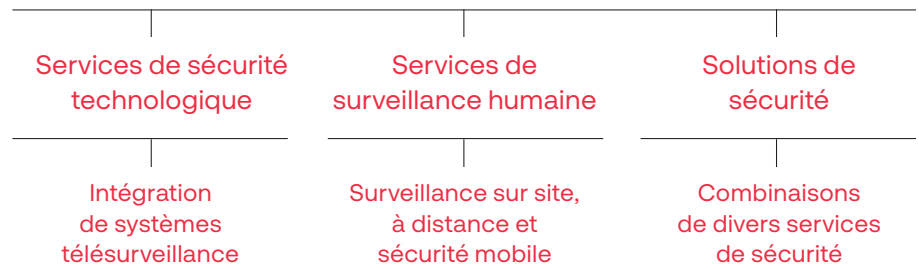 Services de sécurité
technologique
Services de
surveillance humaine
Solutions de
sécurité
Intégration
de systèmes
télésurveillance
Surveillance sur site,
à distance et
sécurité mobile
Combinaisons
de divers services
de sécurité